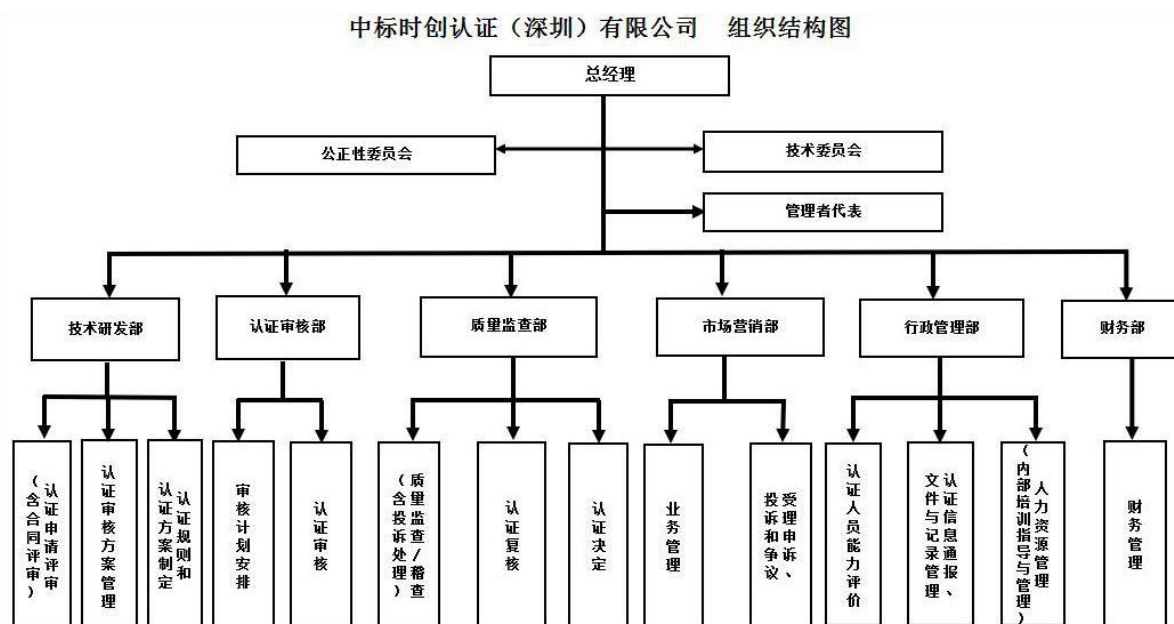 中标时创认证（深圳）有限公司　组织结构图
总经理
公正性委员会
技术委员会
管理者代表
技术研发部
认证审核部
质量监查部
市场营销部
行政管理部
财务部
认证申请评审
（含合同评审）
认证审核方案管理
认证规则和
认证方案制定
审核计划安排
认证审核
质量监查/稽查
（含投诉处理）
认证复核
认证决定
业务管理
受理申诉、
投诉和争议
认证人员能力评价
认证信息通报、
文件与记录管理
人力资源管理
（内部培训指导与管理）
财务管理